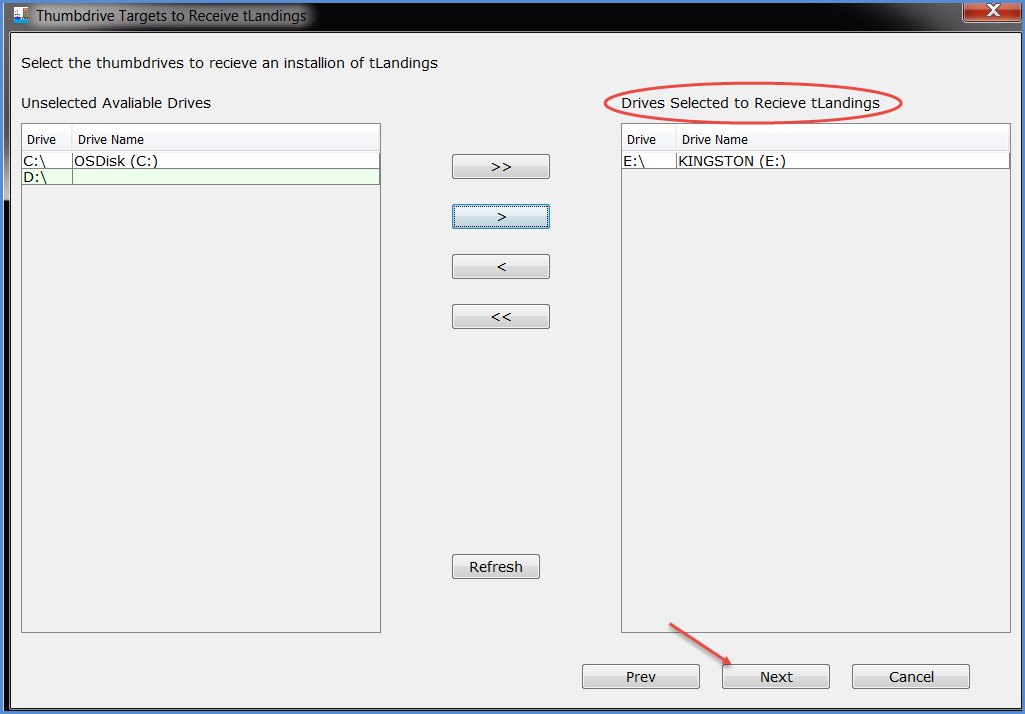 Thumbdrive Targets to Receive tLandings
Select the thumbdrives to recieve an installion of tLandings
Unselected Avaliable Drives
Drive Drive Name
C:\ OSDisk (C:)
D:\
>>
>
<
<<
Refresh
Drives Selected to Recieve tLandings
Drive Drive Name
E:\ KINGSTON (E:)
Prev Next Cancel